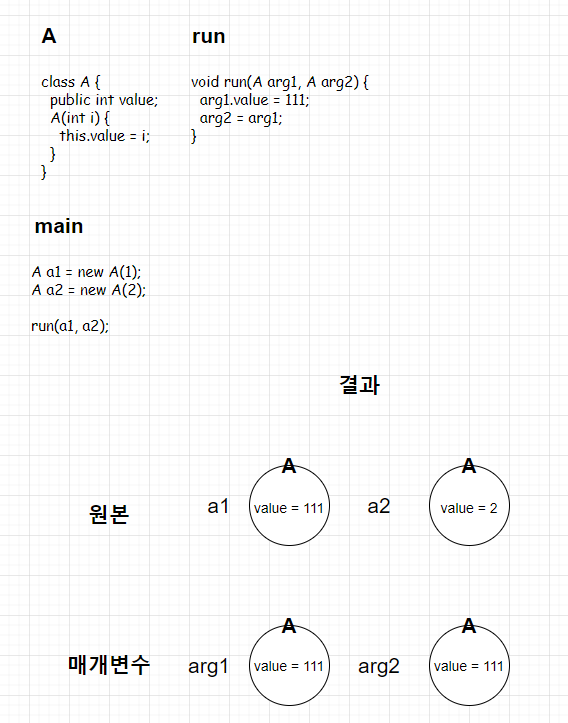 A
class A {
public int value;
A(int i) {
this.value = i;
}
}
run
void run(A arg1, A arg2) {
arg1.value = 111;
arg2 = arg1;
}
main
A a1 = new A(1);
A a2 = new A(2);
run(a1, a2);
결과
원본
a1
A
value = 111
a2
A
value = 2
매개변수
arg1
A
value = 111
arg2
A
value = 111